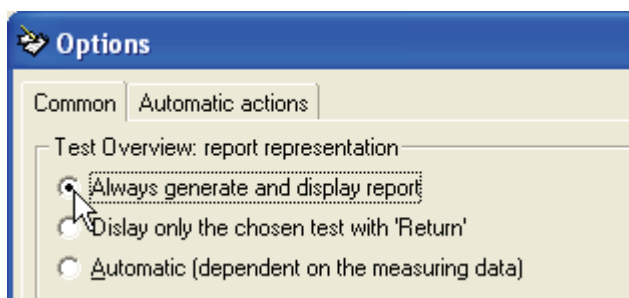 Options
Common Automatic actions
Test Overview: report representation
Always generate and display report
Dislay only the chosen test with 'Return'
Automatic (dependent on the measuring data)